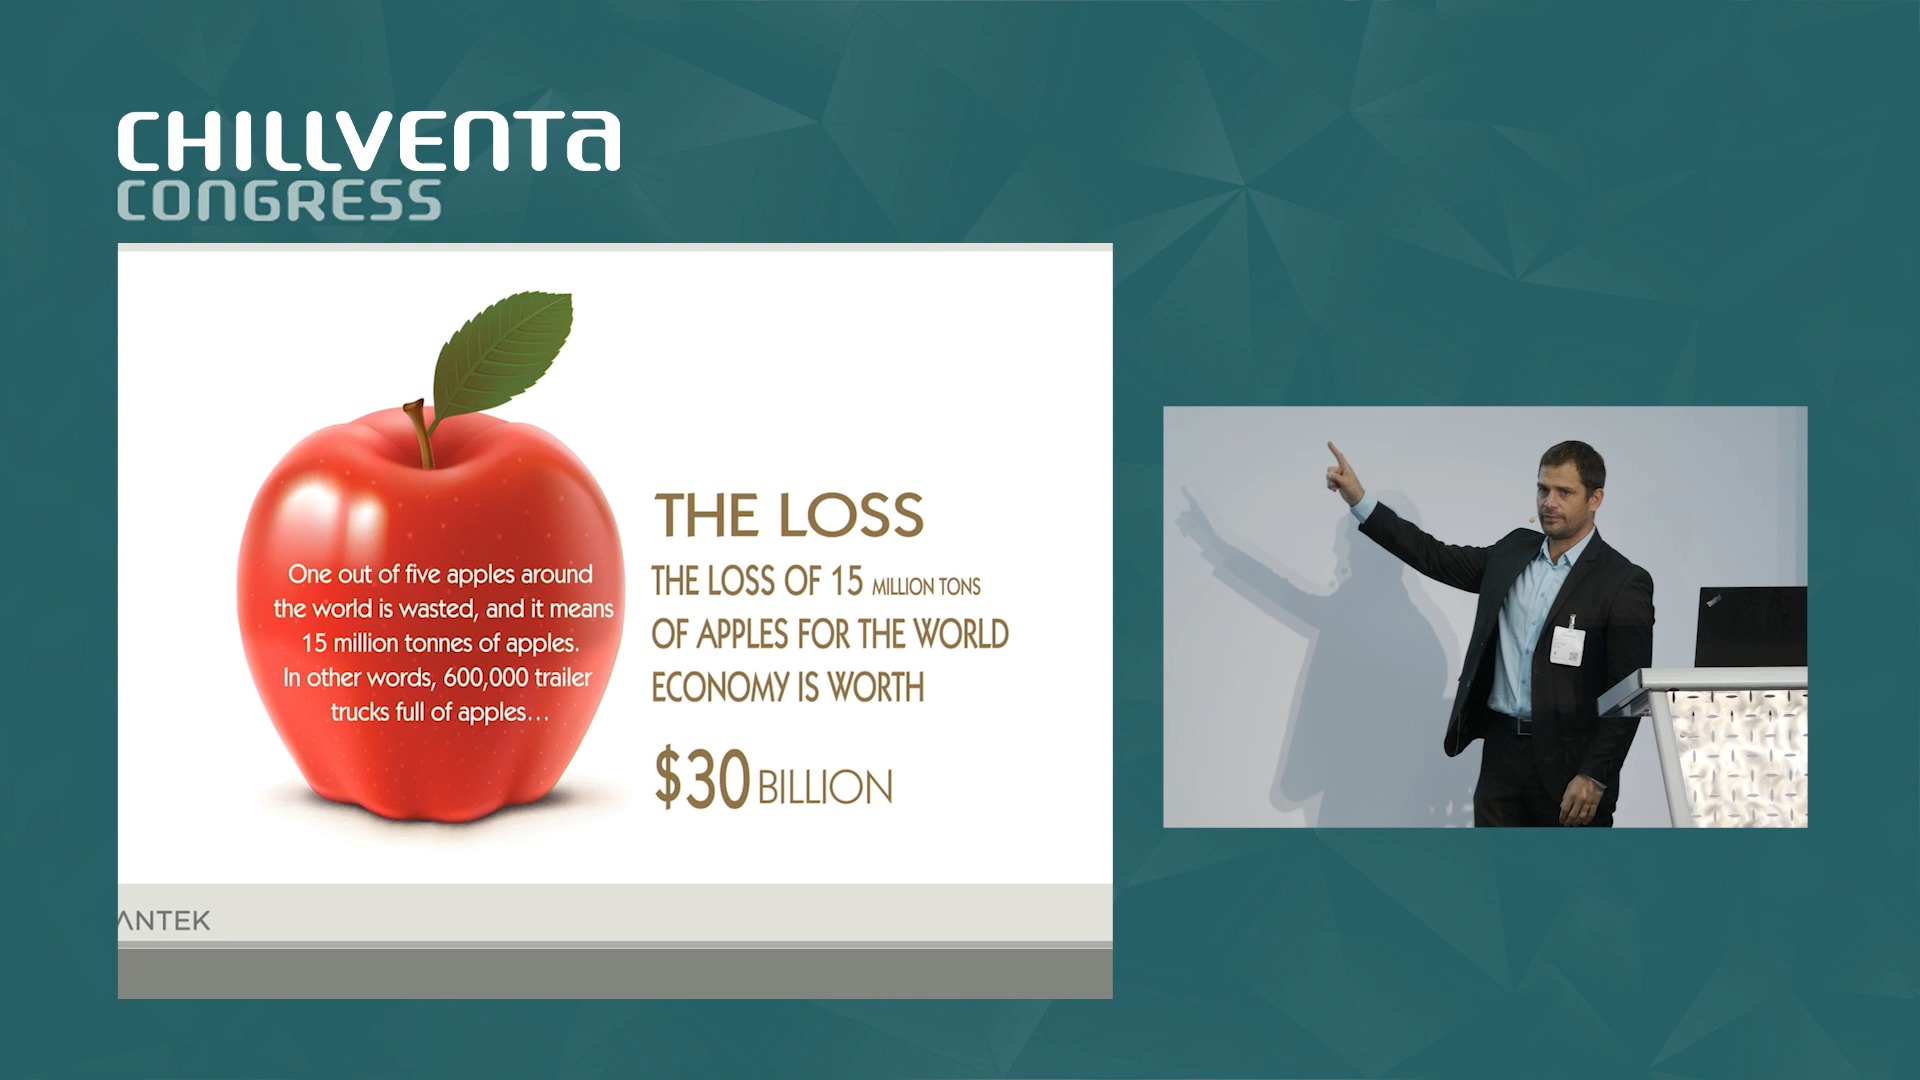 CHILLVENTA
CONGRESS
One out of five apples around
the world is wasted, and it means
15 million tonnes of apples.
In other words, 600,000 trailer
trucks full of apples...
THE LOSS
THE LOSS OF 15 MILLION TONS
OF APPLES FOR THE WORLD
ECONOMY IS WORTH
$30 BILLION
ANTEK